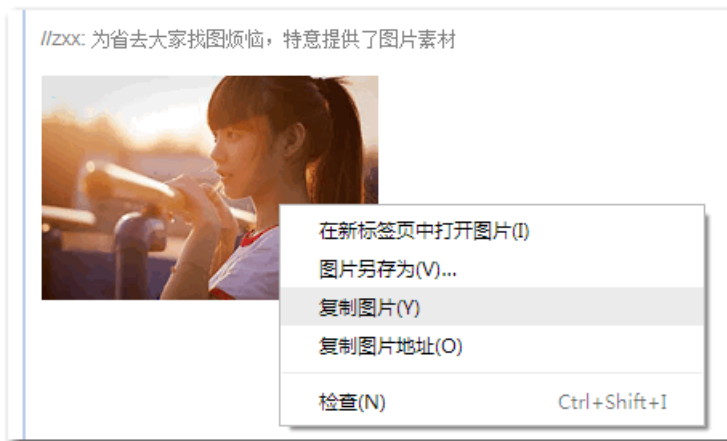 //zxx: 为省去大家找图烦恼，特意提供了图片素材
在新标签页中打开图片(I)
图片另存为(V)...
复制图片(Y)
复制图片地址(O)
检查(N) Ctrl+Shift+I